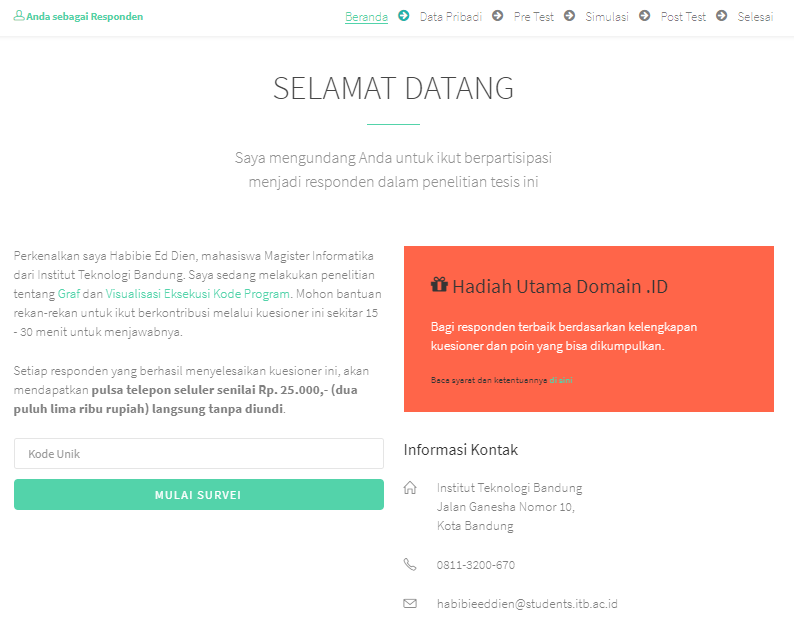 Anda sebagai Responden
Beranda Data Pribadi Pre Test Simulasi Post Test Selesai
SELAMAT DATANG
Saya mengundang Anda untuk ikut berpartisipasi
menjadi responden dalam penelitian tesis ini
Perkenalkan saya Habibie Ed Dien, mahasiswa Magister Informatika
dari Institut Teknologi Bandung. Saya sedang melakukan penelitian
tentang Graf dan Visualisasi Eksekusi Kode Program. Mohon bantuan
rekan-rekan untuk ikut berkontribusi melalui kuesioner ini sekitar 15
- 30 menit untuk menjawabnya.
Setiap responden yang berhasil menyelesaikan kuesioner ini, akan
mendapatkan pulsa telepon seluler senilai Rp. 25.000,- (dua
puluh lima ribu rupiah) langsung tanpa diundi.
Kode Unik
MULAI SURVEI
Hadiah Utama Domain .ID
Bagi responden terbaik berdasarkan kelengkapan
kuesioner dan poin yang bisa dikumpulkan.
Baca syarat dan ketentuannya di sini
Informasi Kontak
Institut Teknologi Bandung
Jalan Ganesha Nomor 10,
Kota Bandung
0811-3200-670
habibieeddien@students.itb.ac.id